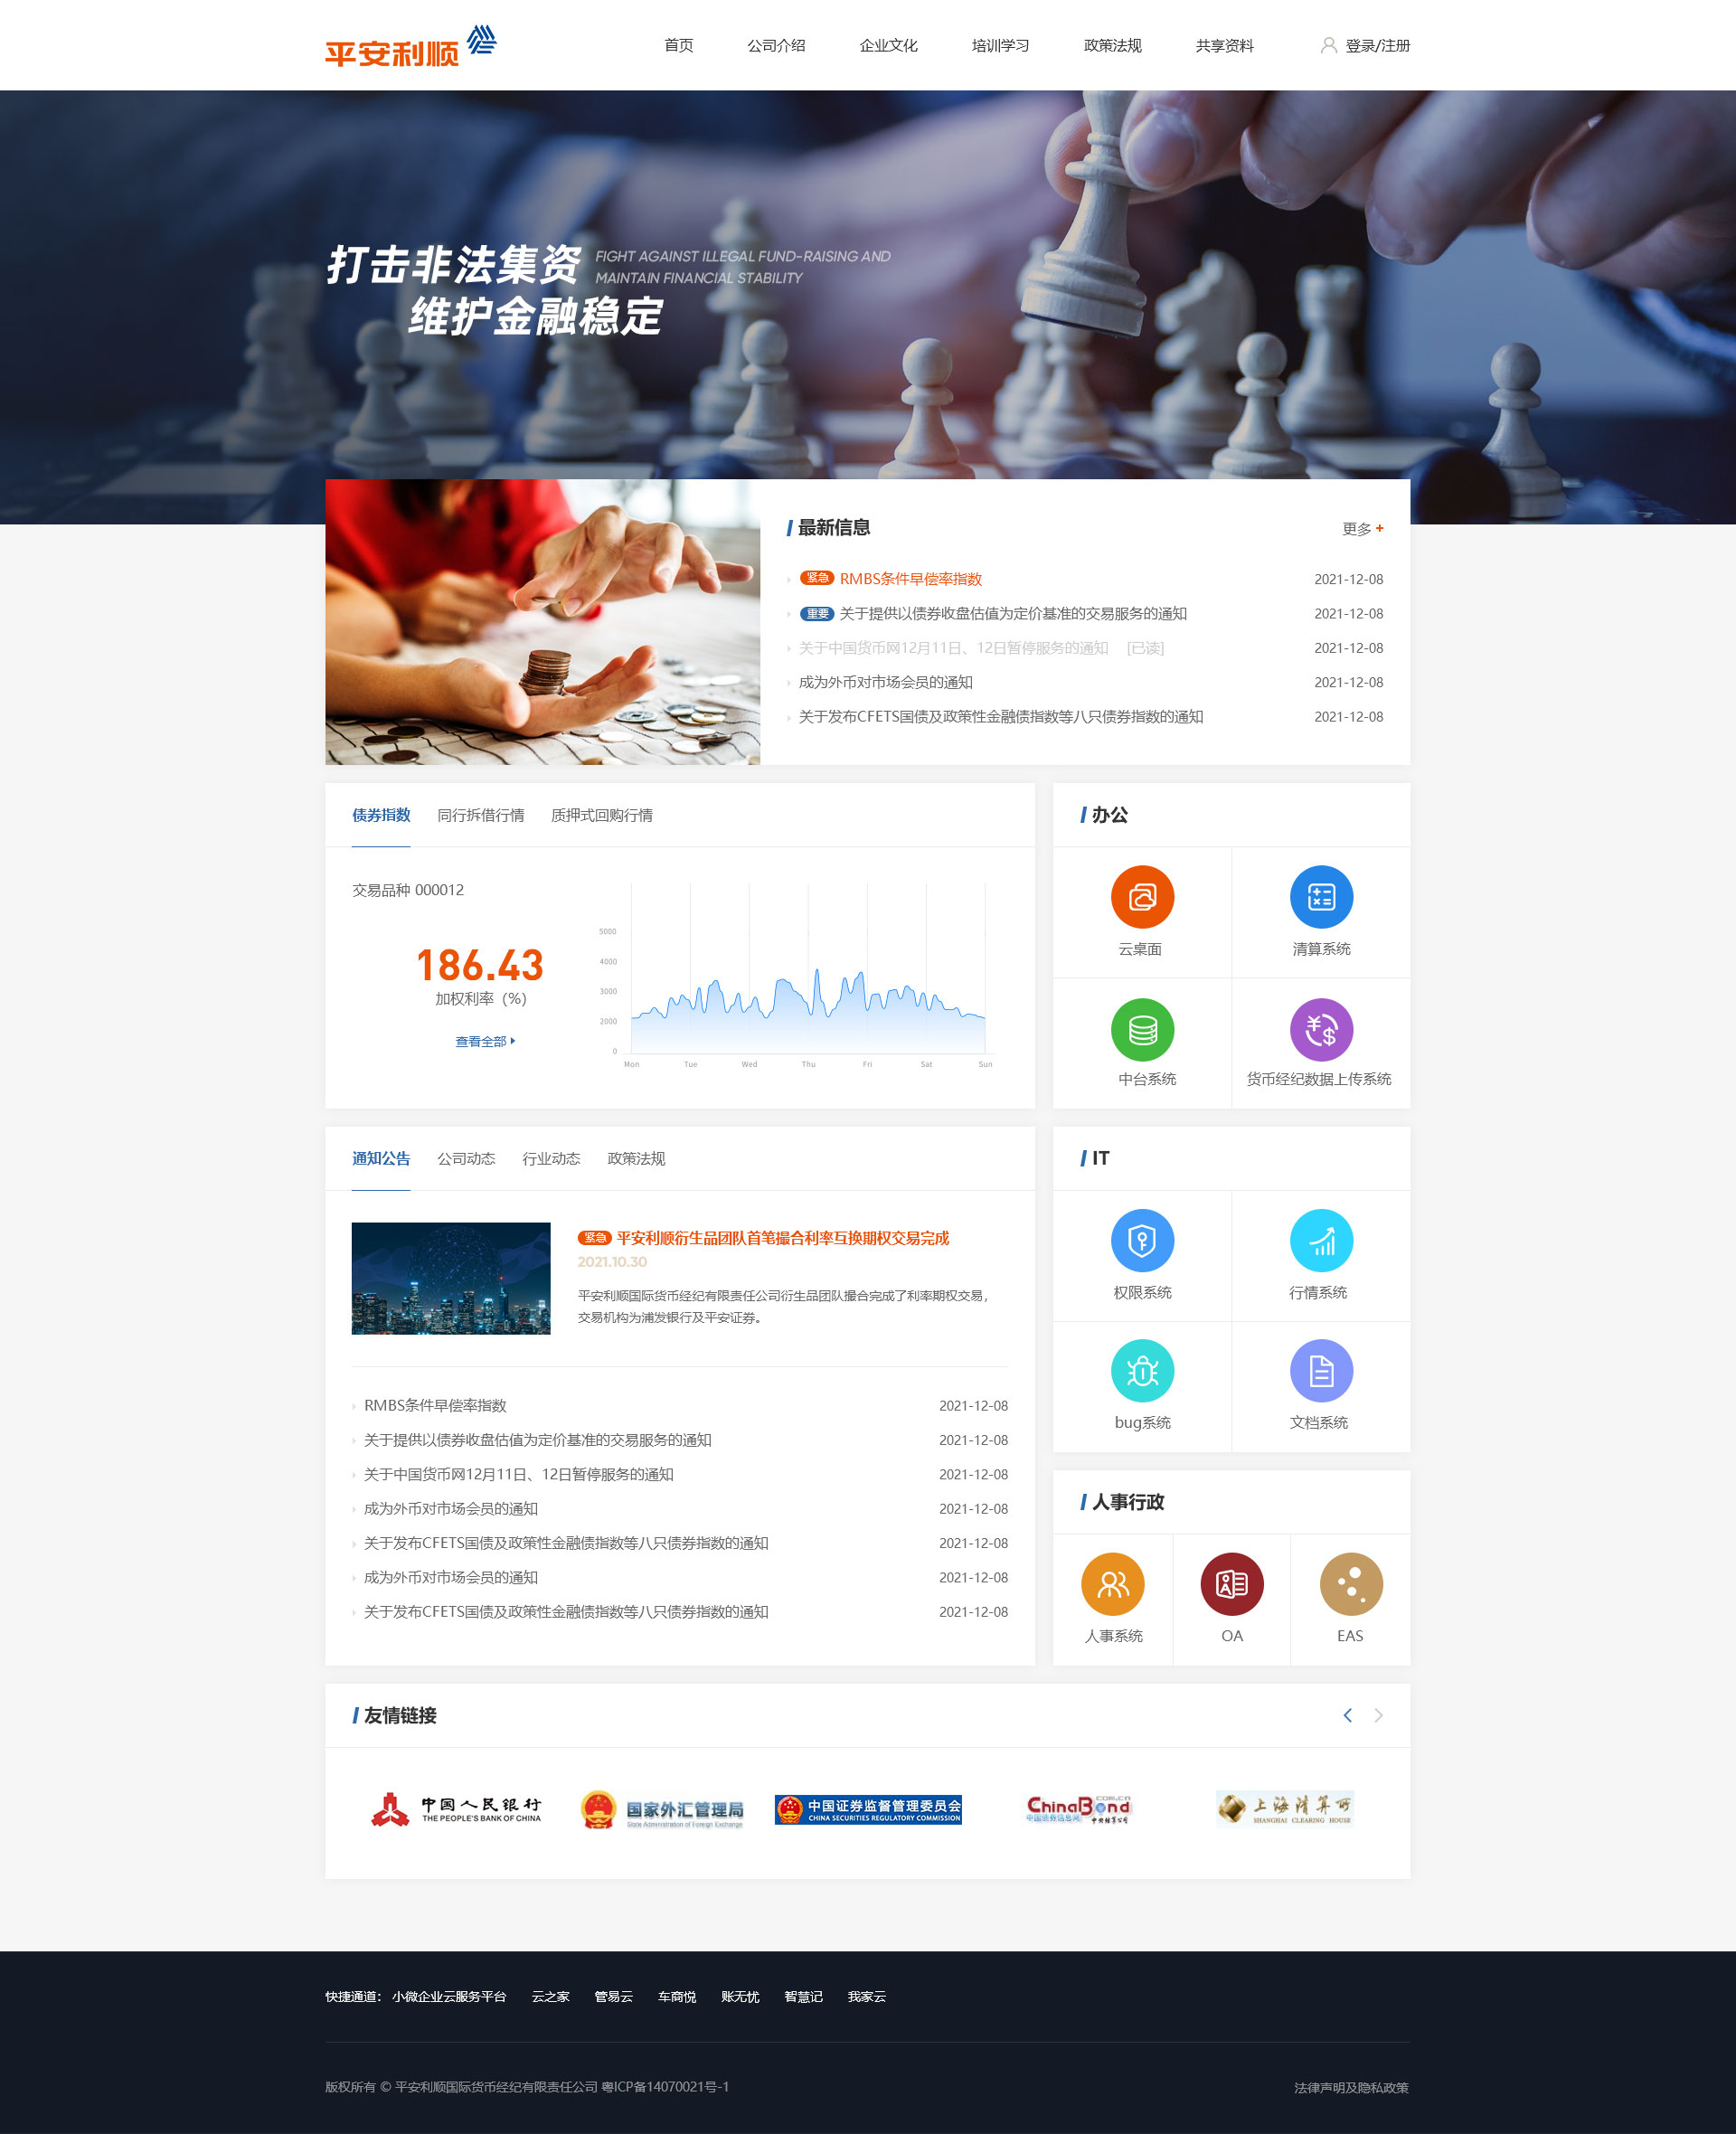 平安利顺
首页 公司介绍 企业文化 培训学习 政策法规 共享资料 登录/注册
打击非法集资
FIGHT AGAINST ILLEGAL FUND-RAISING AND
MAINTAIN FINANCIAL STABILITY
维护金融稳定
最新信息 更多 +
紧急 RMBS条件早偿率指数 2021-12-08
重要 关于提供以债券收盘估值为定价基准的交易服务的通知 2021-12-08
关于中国货币网12月11日、12日暂停服务的通知 [已读] 2021-12-08
成为外币对市场会员的通知 2021-12-08
关于发布CFETS国债及政策性金融债指数等八只债券指数的通知 2021-12-08
债券指数 同行拆借行情 质押式回购行情
交易品种 000012
186.43
加权利率（%）
查看全部
5000
4000
3000
2000
0
Mon Tue Wed Thu Fri Sat Sun
办公
云桌面 清算系统
中台系统 货币经纪数据上传系统
通知公告 公司动态 行业动态 政策法规
紧急 平安利顺衍生品团队首笔撮合利率互换期权交易完成
2021.10.30
平安利顺国际货币经纪有限责任公司衍生品团队撮合完成了利率期权交易，
交易机构为浦发银行及平安证券。
RMBS条件早偿率指数 2021-12-08
关于提供以债券收盘估值为定价基准的交易服务的通知 2021-12-08
关于中国货币网12月11日、12日暂停服务的通知 2021-12-08
成为外币对市场会员的通知 2021-12-08
关于发布CFETS国债及政策性金融债指数等八只债券指数的通知 2021-12-08
成为外币对市场会员的通知 2021-12-08
关于发布CFETS国债及政策性金融债指数等八只债券指数的通知 2021-12-08
IT
权限系统 行情系统
bug系统 文档系统
人事行政
人事系统 OA EAS
友情链接
中国人民银行
THE PEOPLE'S BANK OF CHINA
国家外汇管理局
State Administration of Foreign Exchange
中国证券监督管理委员会
CHINA SECURITIES REGULATORY COMMISSION
.COM.CN
ChinaBond
中国债券信息网 中央结算公司
上海清算所
SHANGHAI CLEARING HOUSE
快捷通道： 小微企业云服务平台 云之家 管易云 车商悦 账无忧 智慧记 我家云
版权所有 © 平安利顺国际货币经纪有限责任公司 粤ICP备14070021号-1 法律声明及隐私政策